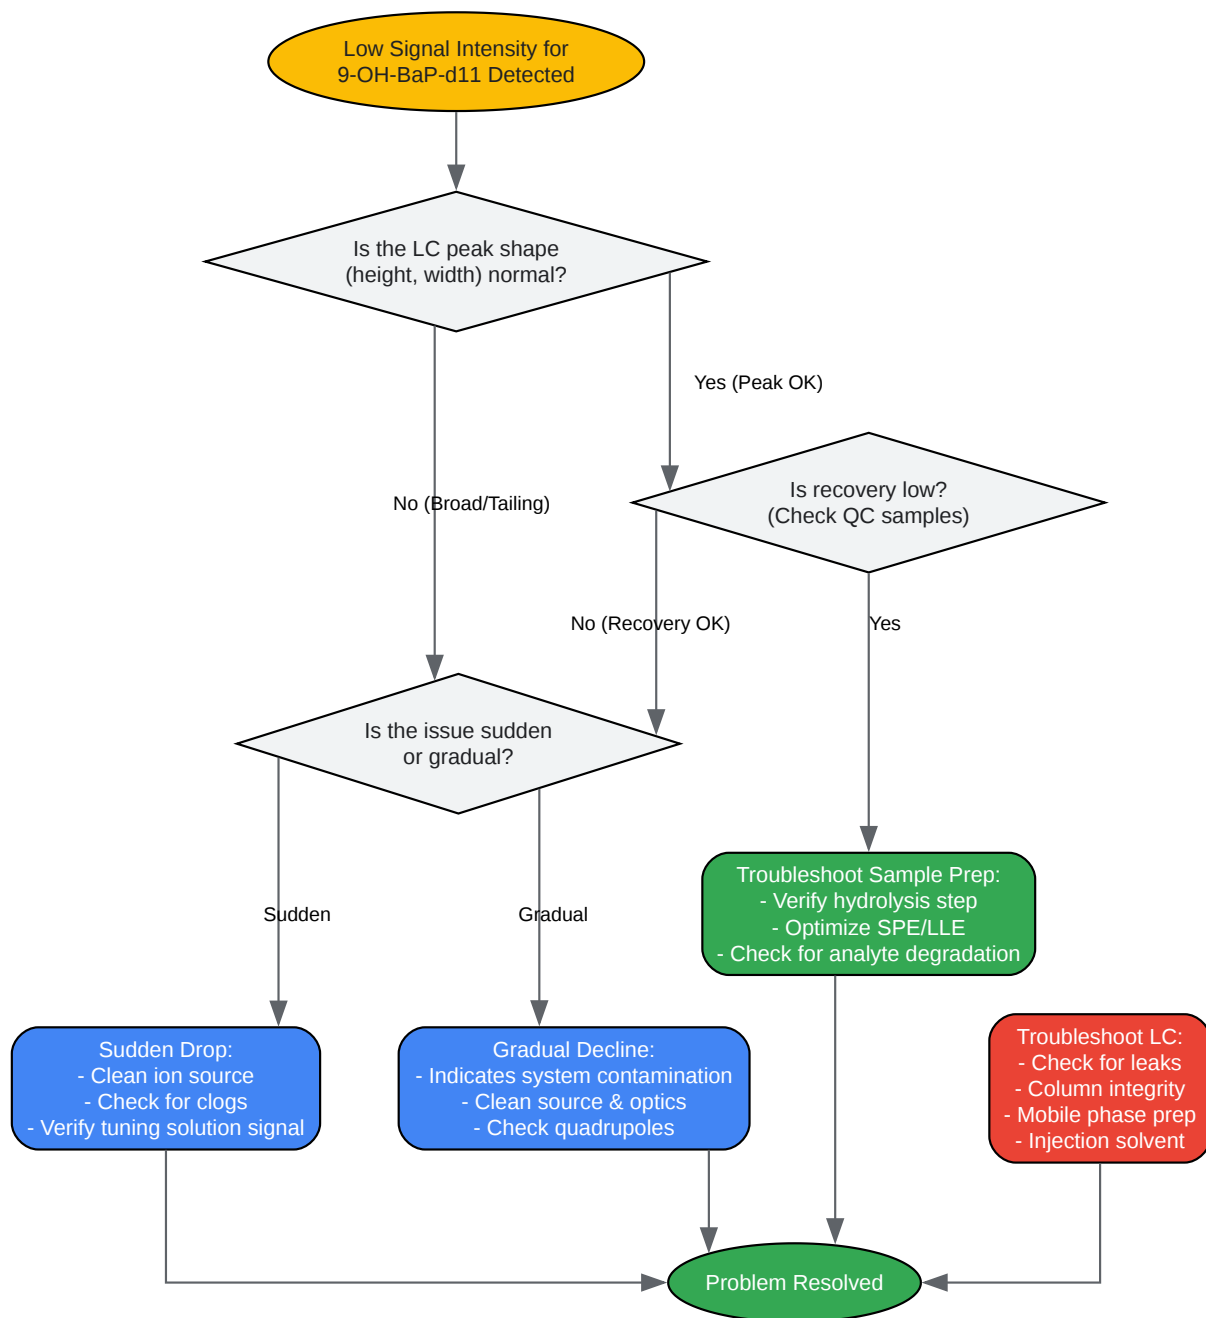 Low Signal Intensity for
9-OH-BaP-d11 Detected
Is the LC peak shape
(height, width) normal?
Yes (Peak OK)
No (Broad/Tailing)
Is recovery low?
(Check QC samples)
No (Recovery OK)
Yes
Is the issue sudden
or gradual?
Sudden
Gradual
Troubleshoot Sample Prep:
- Verify hydrolysis step
- Optimize SPE/LLE
- Check for analyte degradation
Sudden Drop:
- Clean ion source
- Check for clogs
- Verify tuning solution signal
Gradual Decline:
- Indicates system contamination
- Clean source & optics
- Check quadrupoles
Troubleshoot LC:
- Check for leaks
- Column integrity
- Mobile phase prep
- Injection solvent
Problem Resolved